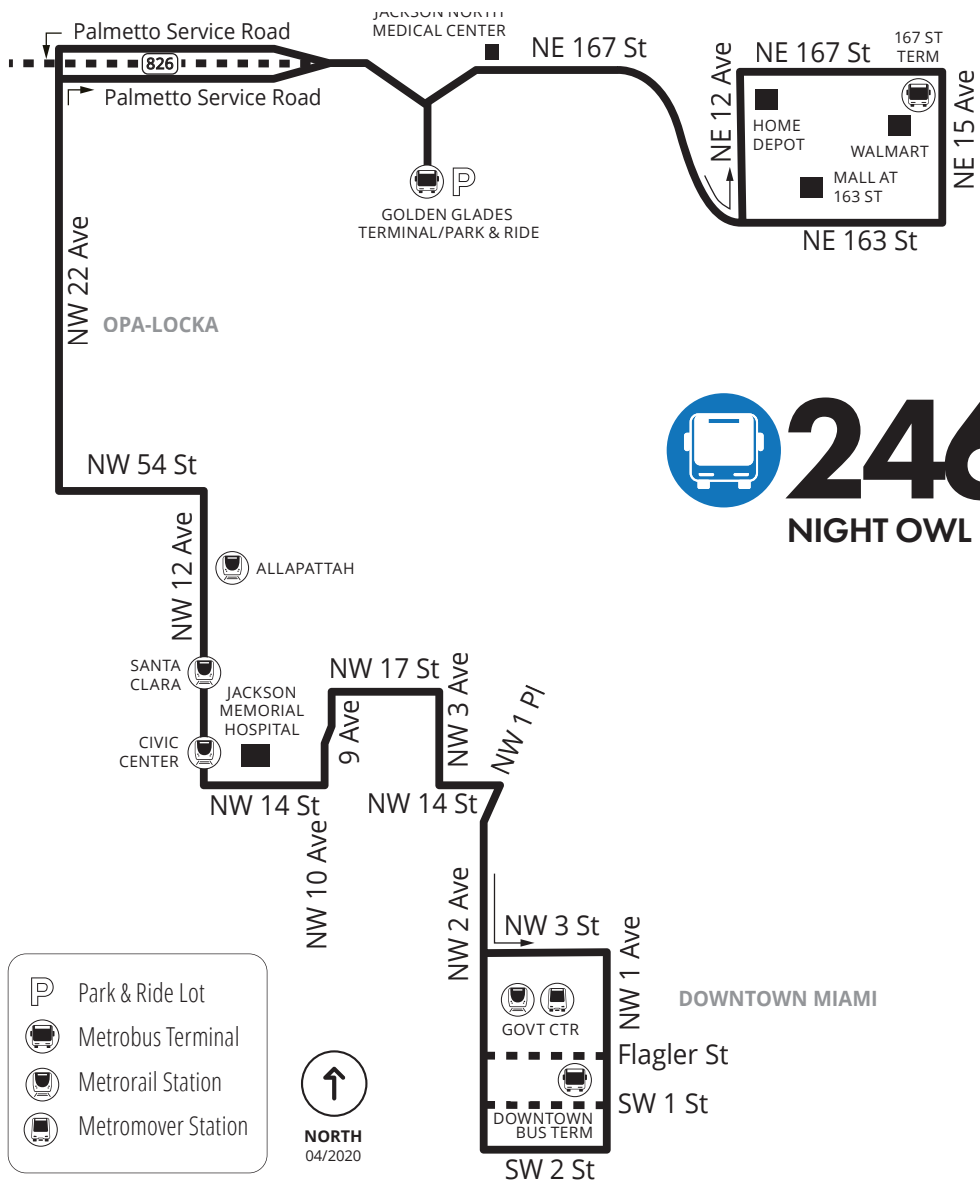 JACKSON NORTH
MEDICAL CENTER
Palmetto Service Road
826
Palmetto Service Road
NE 167 St
NE 12 Ave
NE 167 St
167 ST
TERM
NE 15 Ave
HOME
DEPOT
WALMART
MALL AT
163 ST
NE 163 St
P
GOLDEN GLADES
TERMINAL/PARK & RIDE
NW 22 Ave
OPA-LOCKA
246
NIGHT OWL
NW 54 St
NW 12 Ave
ALLAPATTAH
SANTA
CLARA
JACKSON
MEMORIAL
HOSPITAL
CIVIC
CENTER
NW 17 St
9 Ave
NW 3 Ave
NW 1 Pl
NW 14 St
NW 14 St
NW 10 Ave
NW 2 Ave
NW 3 St
NW 1 Ave
GOVT CTR
DOWNTOWN MIAMI
Flagler St
SW 1 St
DOWNTOWN
BUS TERM
SW 2 St
P Park & Ride Lot
Metrobus Terminal
Metrorail Station
Metromover Station
NORTH
04/2020